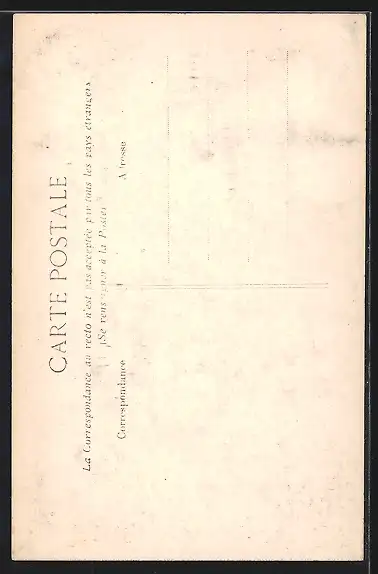 CARTE POSTALE
La Correspondance au recto n'est pas acceptée par tous les pays étrangers
(Se renseigner à la Poste)
Correspondance
Adresse